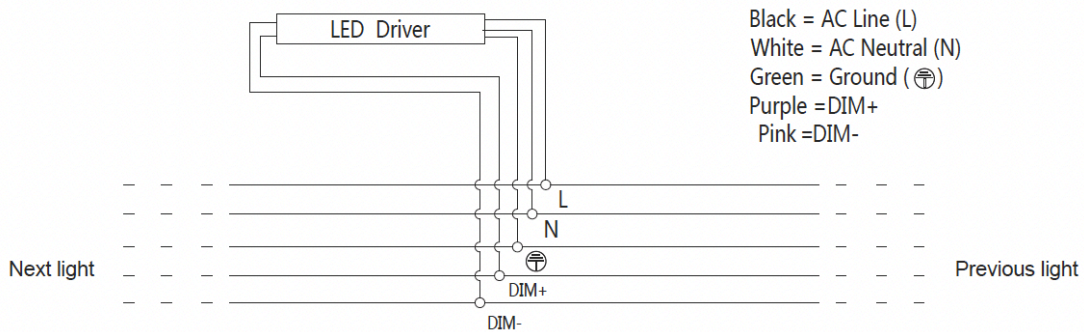 LED Driver
Black = AC Line (L)
White = AC Neutral (N)
Green = Ground (⏚)
Purple =DIM+
Pink =DIM-
L
N
Next light
Previous light
DIM+
DIM-